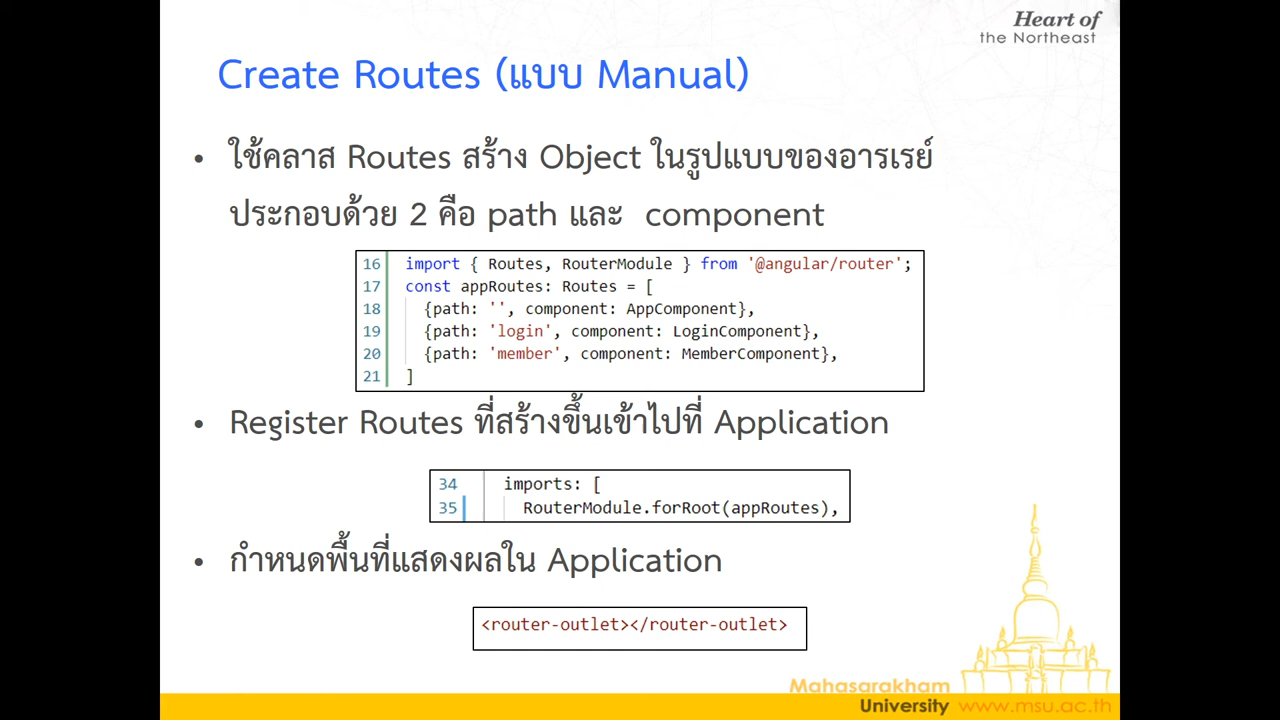 Heart of
the Northeast
Create Routes (แบบ Manual)
• ใช้คลาส Routes สร้าง Object ในรูปแบบของอารเรย์
ประกอบด้วย 2 คือ path และ component
16 import { Routes, RouterModule } from '@angular/router';
17 const appRoutes: Routes = [
18 {path: '', component: AppComponent},
19 {path: 'login', component: LoginComponent},
20 {path: 'member', component: MemberComponent},
21 ]
• Register Routes ที่สร้างขึ้นเข้าไปที่ Application
34 imports: [
35 RouterModule.forRoot(appRoutes),
• กำหนดพื้นที่แสดงผลใน Application
<router-outlet></router-outlet>
Mahasarakham
University www.msu.ac.th